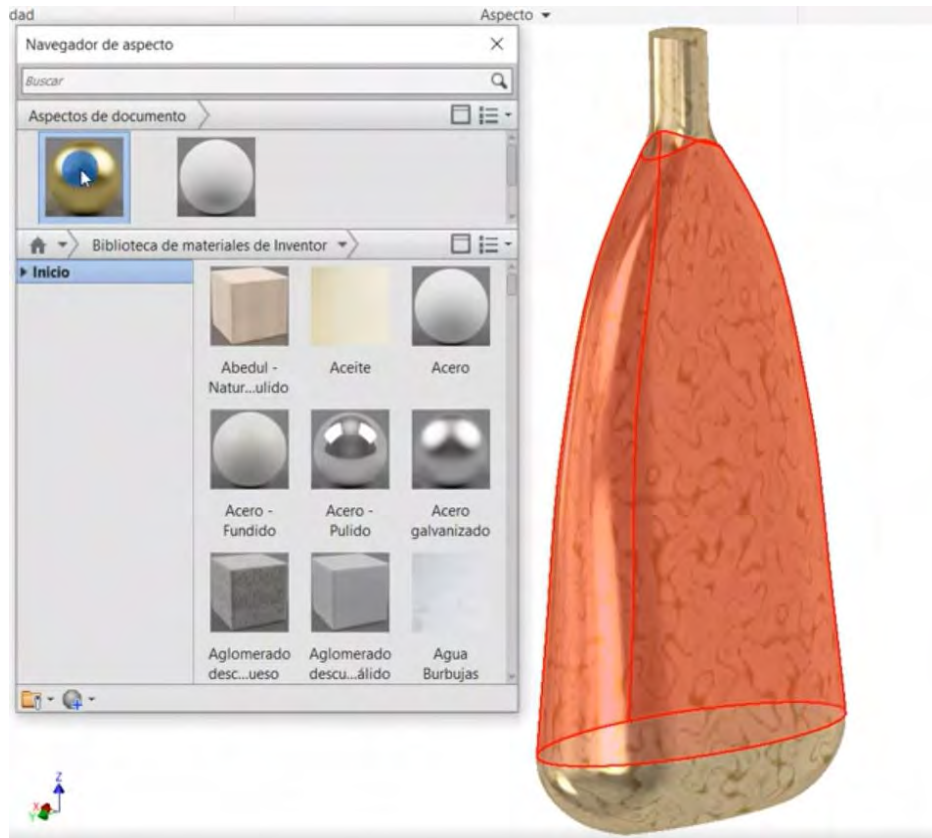 dad
Aspecto
Navegador de aspecto
Buscar
Aspectos de documento
Biblioteca de materiales de Inventor
Inicio
Abedul -
Natur...ulido
Aceite
Acero
Acero -
Fundido
Acero -
Pulido
Acero
galvanizado
Aglomerado
desc...ueso
Aglomerado
descu...álido
Agua
Burbujas
Z
X
Y